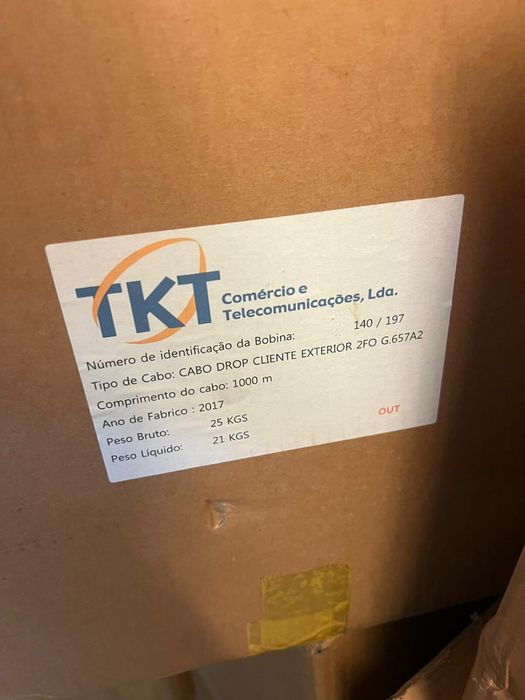 TKT Comércio e
Telecomunicações, Lda.
Número de identificação da Bobina: 140 / 197
Tipo de Cabo: CABO DROP CLIENTE EXTERIOR 2FO G.657A2
Comprimento do cabo: 1000 m
Ano de Fabrico : 2017
Peso Bruto: 25 KGS
Peso Liquido: 21 KGS
OUT